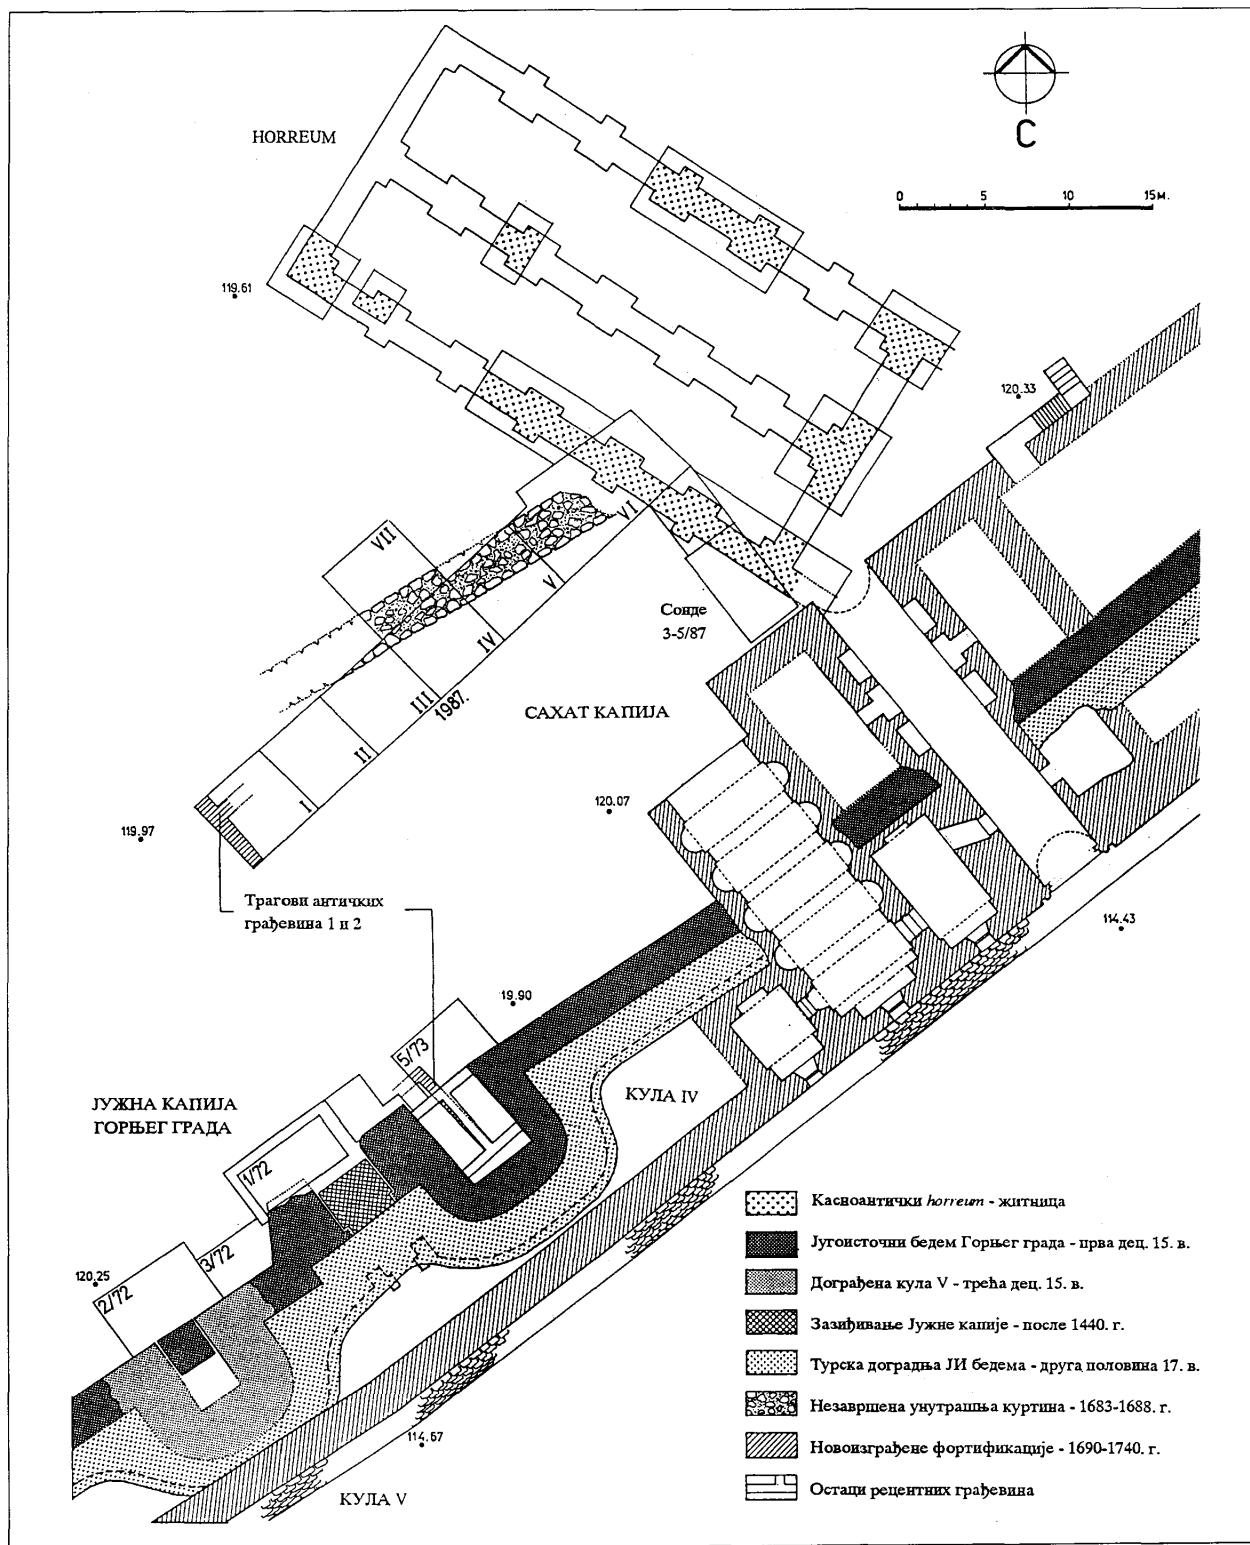 HORREUM
С
0 5 10 15м.
119.61
120.33
VII
VI
V
IV
III
1987.
II
I
Сонде
3-5/87
САХАТ КАПИЈА
120.07
119.97
Трагови античких
грађевина 1 и 2
114.43
19.90
5/73
КУЛА IV
ЈУЖНА КАПИЈА
ГОРЊЕГ ГРАДА
1/72
3/72
120.25
2/72
114.67
КУЛА V
Касноантички horreum - житница
Југоисточни бедем Горњег града - прва дец. 15. в.
Дограђена кула V - трећа дец. 15. в.
Зазиђивање Јужне капије - после 1440. г.
Турска доградња ЈИ бедема - друга половина 17. в.
Незавршена унутрашња куртина - 1683-1688. г.
Новоизграђене фортификације - 1690-1740. г.
Остаци рецентних грађевина